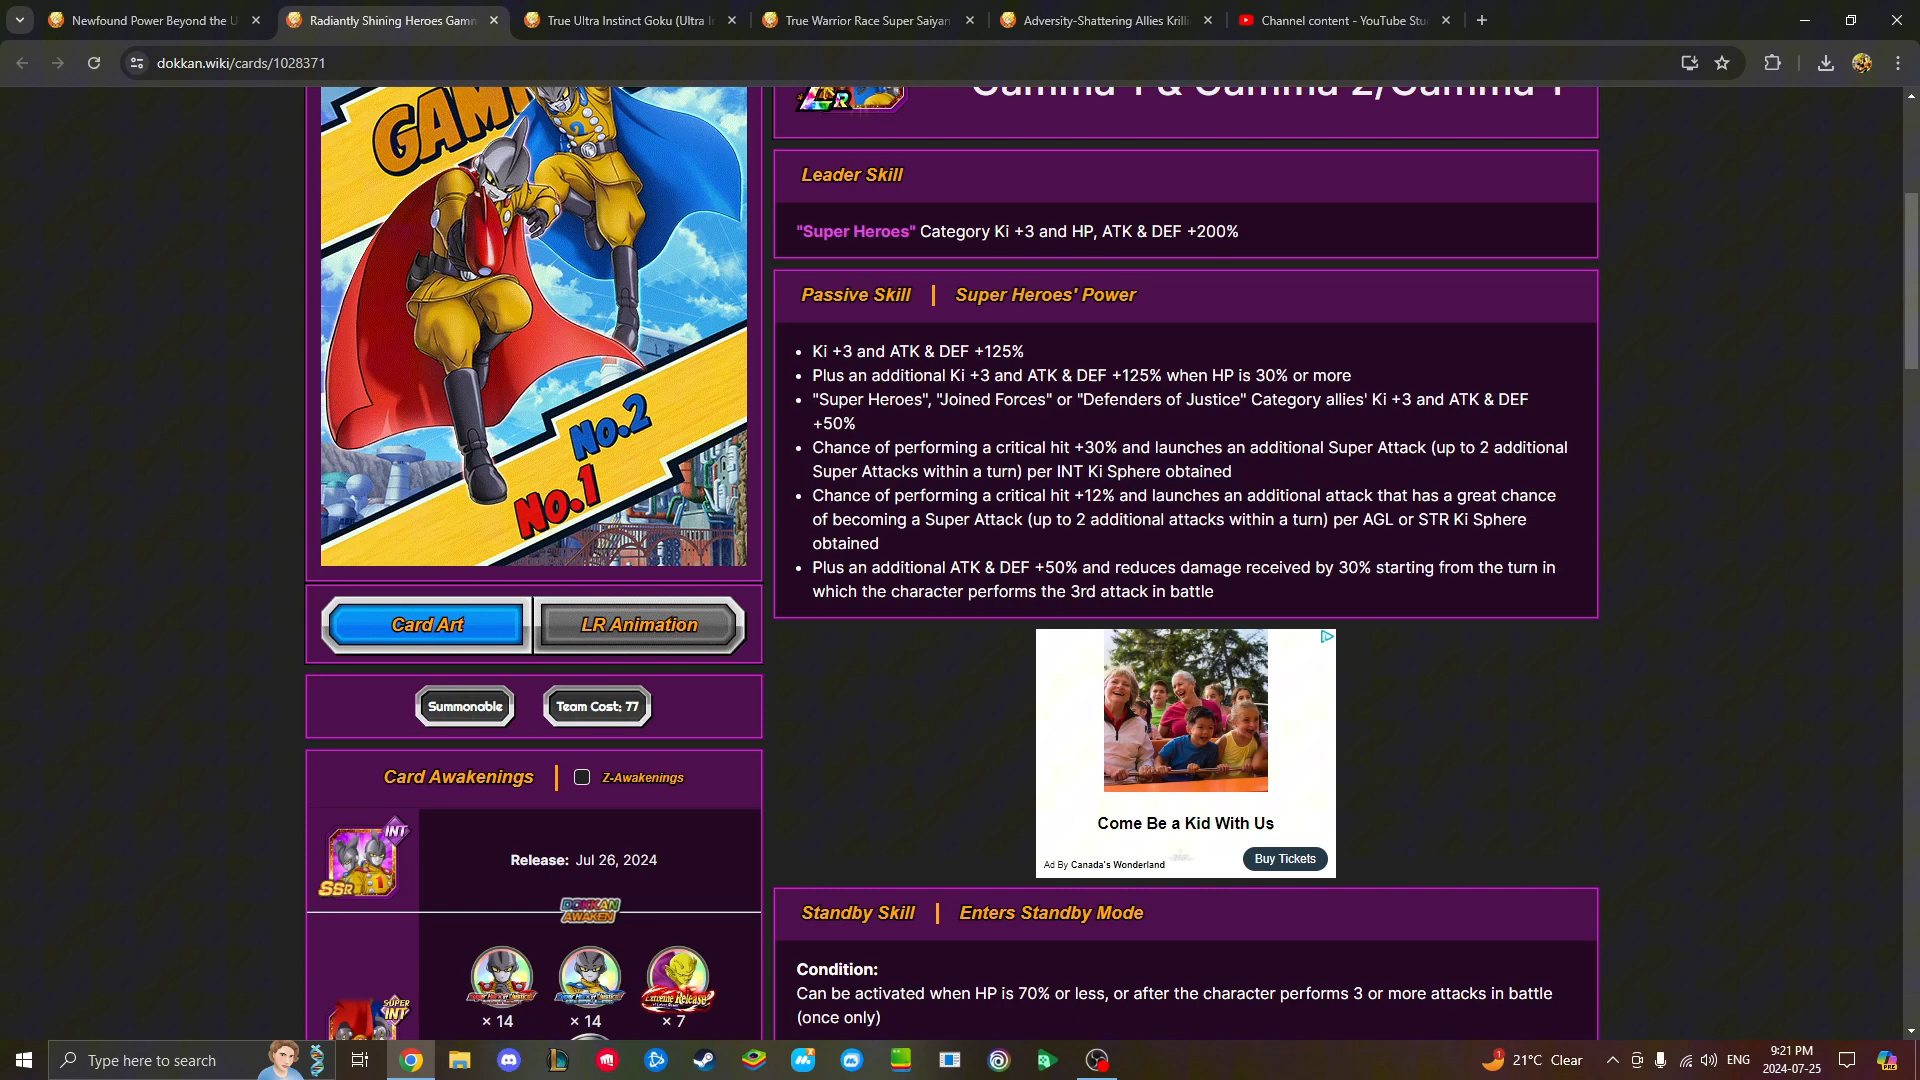 Newfound Power Beyond the U
Radiantly Shining Heroes Gamm
True Ultra Instinct Goku (Ultra I
True Warrior Race Super Saiyan
Adversity-Shattering Allies Krilli
Channel content - YouTube Stu
dokkan.wiki/cards/1028371
Gamma 1 & Gamma 2/Gamma 1
LR
GAM
No.2
No.1
Leader Skill
"Super Heroes" Category Ki +3 and HP, ATK & DEF +200%
Passive Skill | Super Heroes' Power
• Ki +3 and ATK & DEF +125%
• Plus an additional Ki +3 and ATK & DEF +125% when HP is 30% or more
• "Super Heroes", "Joined Forces" or "Defenders of Justice" Category allies' Ki +3 and ATK & DEF
+50%
• Chance of performing a critical hit +30% and launches an additional Super Attack (up to 2 additional
Super Attacks within a turn) per INT Ki Sphere obtained
• Chance of performing a critical hit +12% and launches an additional attack that has a great chance
of becoming a Super Attack (up to 2 additional attacks within a turn) per AGL or STR Ki Sphere
obtained
• Plus an additional ATK & DEF +50% and reduces damage received by 30% starting from the turn in
which the character performs the 3rd attack in battle
Card Art
LR Animation
Summonable
Team Cost: 77
Card Awakenings | Z-Awakenings
INT
SSR
1
Release: Jul 26, 2024
DOKKAN
AWAKEN
SUPER
INT
× 14
× 14
× 7
Come Be a Kid With Us
Ad By Canada's Wonderland
Buy Tickets
Standby Skill | Enters Standby Mode
Condition:
Can be activated when HP is 70% or less, or after the character performs 3 or more attacks in battle
(once only)
Type here to search
21°C Clear
ENG
9:21 PM
2024-07-25